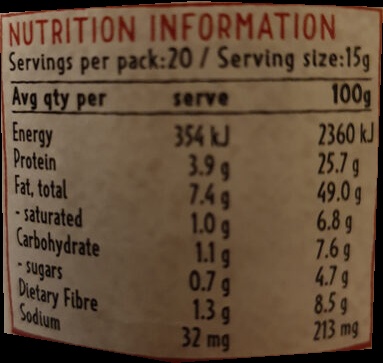 NUTRITION INFORMATION
Servings per pack:20 / Serving size:15g
Avg qty per serve 100g
Energy 354 kJ 2360 kJ
Protein 3.9 g 25.7 g
Fat, total 7.4 g 49.0 g
- saturated 1.0 g 6.8 g
Carbohydrate 1.1 g 7.6 g
- sugars 0.7 g 4.7 g
Dietary Fibre 1.3 g 8.5 g
Sodium 32 mg 213 mg